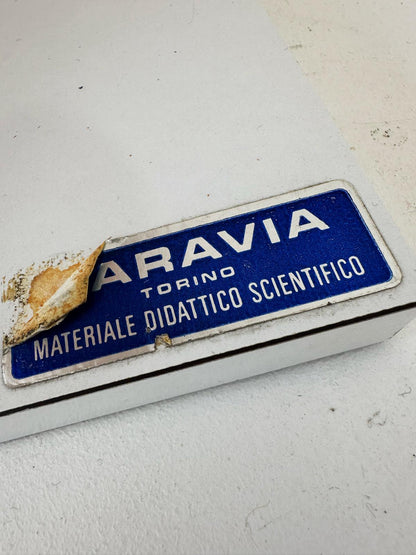 ARAVIA
TORINO
MATERIALE DIDATTICO SCIENTIFICO